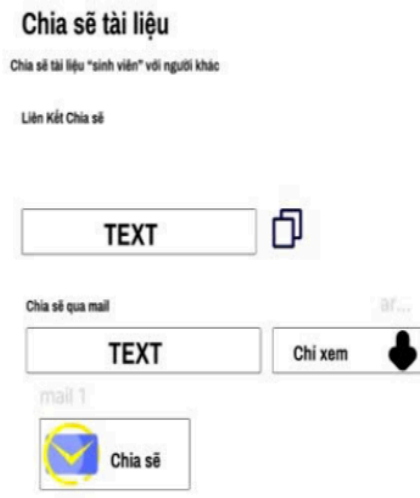 Chia sẽ tài liệu
Chia sẽ tài liệu “sinh viên” với người khác
Liên Kết Chia sẽ
TEXT
Chia sẽ qua mail
ar...
TEXT
Chỉ xem
mail 1
Chia sẽ